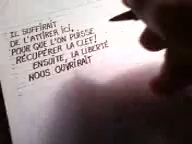 IL SUFFIRAIT
DE L'ATTIRER ICI,
POUR QUE L'ON PUISSE
RÉCUPÉRER LA CLEF!
ENSUITE, LA LIBERTÉ
NOUS OUVRIRAIT